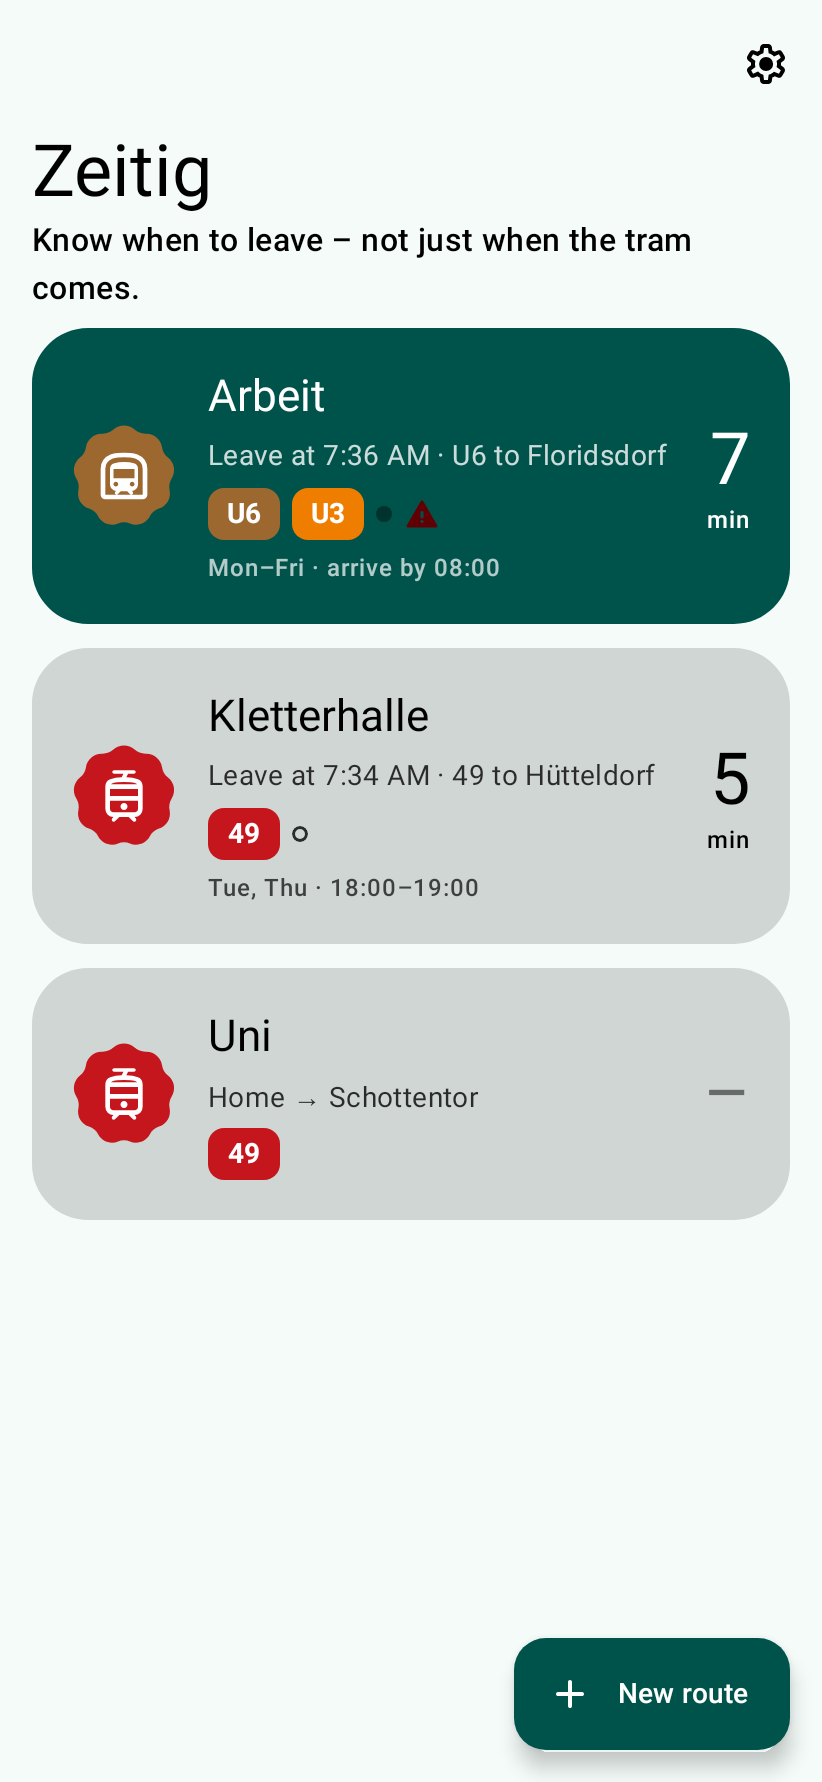 Zeitig
Know when to leave – not just when the tram
comes.
Arbeit
Leave at 7:36 AM · U6 to Floridsdorf
7
min
U6 U3
Mon–Fri · arrive by 08:00
Kletterhalle
Leave at 7:34 AM · 49 to Hütteldorf
5
min
49
Tue, Thu · 18:00–19:00
Uni
Home → Schottentor
–
49
New route